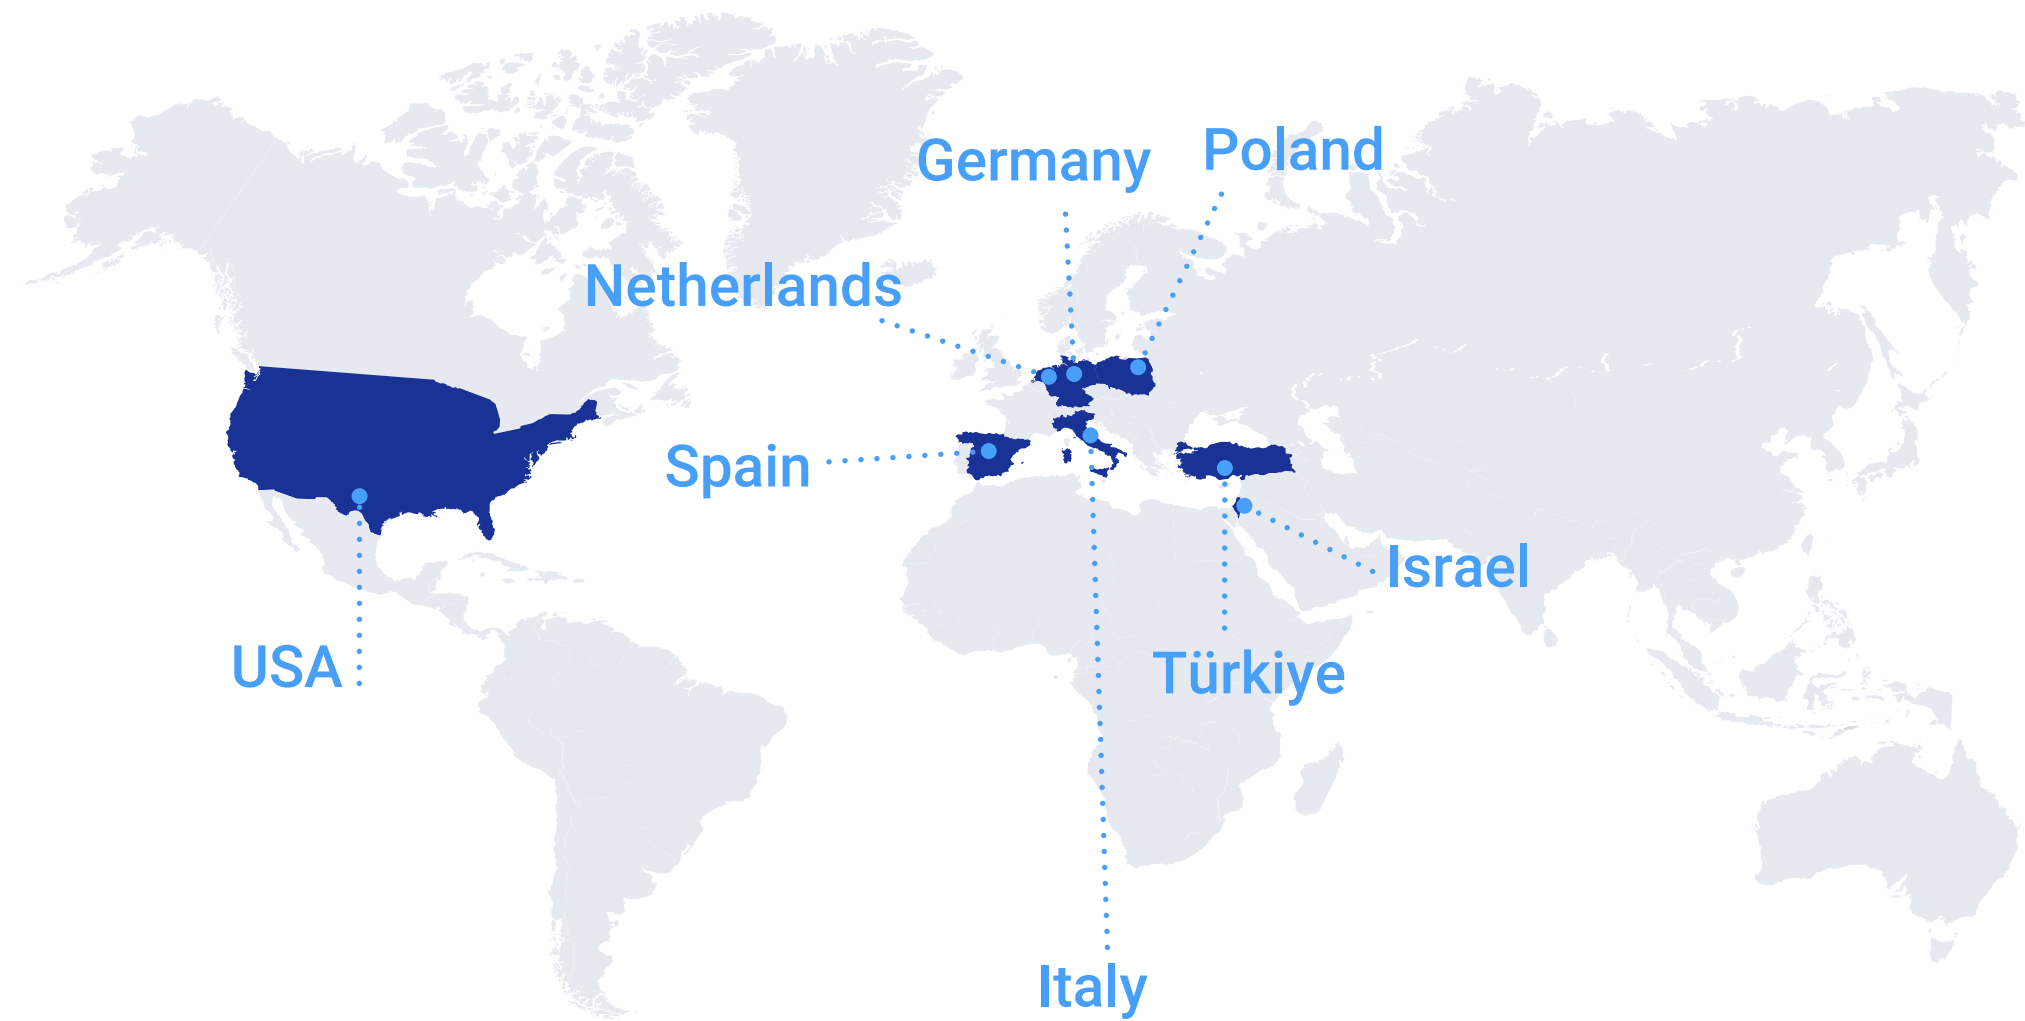 Poland
Germany
Netherlands
Spain
Israel
USA
Türkiye
Italy